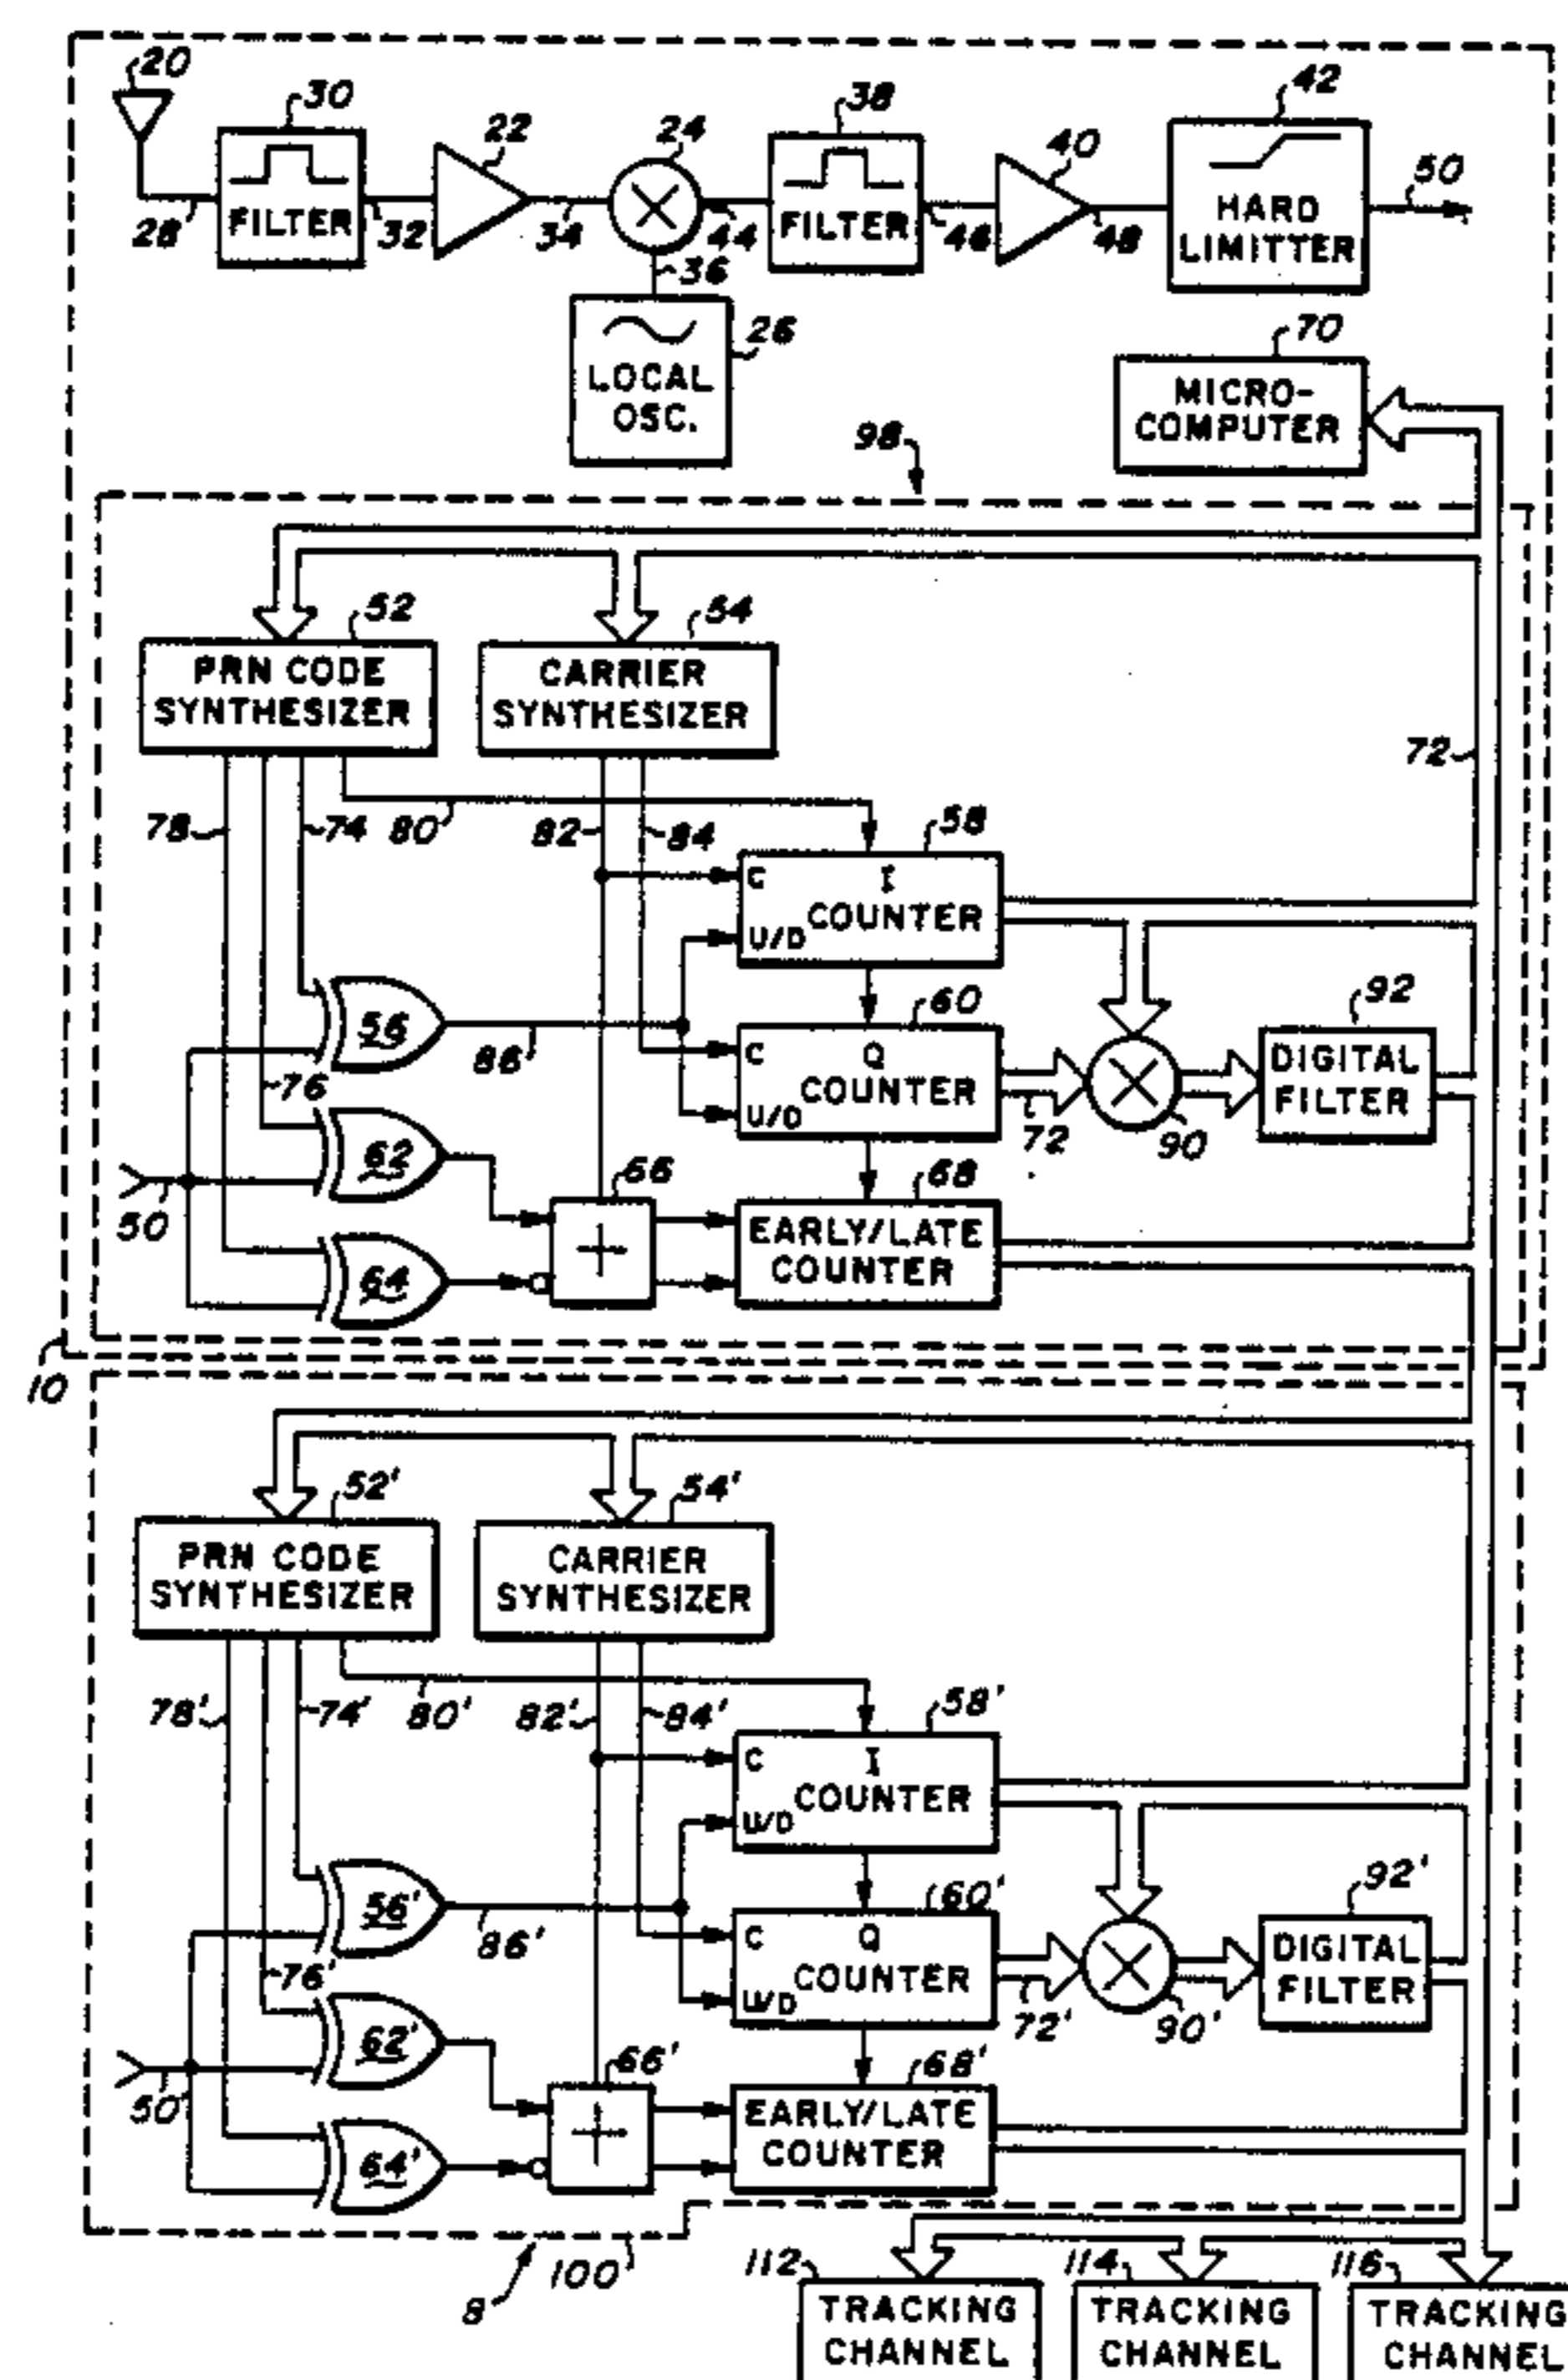 20
30
22
24
38
40
42
50
FILTER
FILTER
HARD
LIMITTER
28
32
34
44
46
48
36
26
LOCAL
OSC.
70
MICRO-
COMPUTER
98
52
54
PRN CODE
SYNTHESIZER
CARRIER
SYNTHESIZER
72
78
74
80
82
84
58
C
I
COUNTER
U/D
56
86
60
C
Q
COUNTER
U/D
92
DIGITAL
FILTER
76
72
90
62
66
68
50
EARLY/LATE
COUNTER
64
10
52'
54'
PRN CODE
SYNTHESIZER
CARRIER
SYNTHESIZER
78'
74'
80'
82'
84'
58'
C
I
COUNTER
U/D
56'
86'
60'
C
Q
COUNTER
U/D
92'
DIGITAL
FILTER
76'
72'
90'
62'
66'
68'
50
EARLY/LATE
COUNTER
64'
8
100
112
114
116
TRACKING
CHANNEL
TRACKING
CHANNEL
TRACKING
CHANNEL